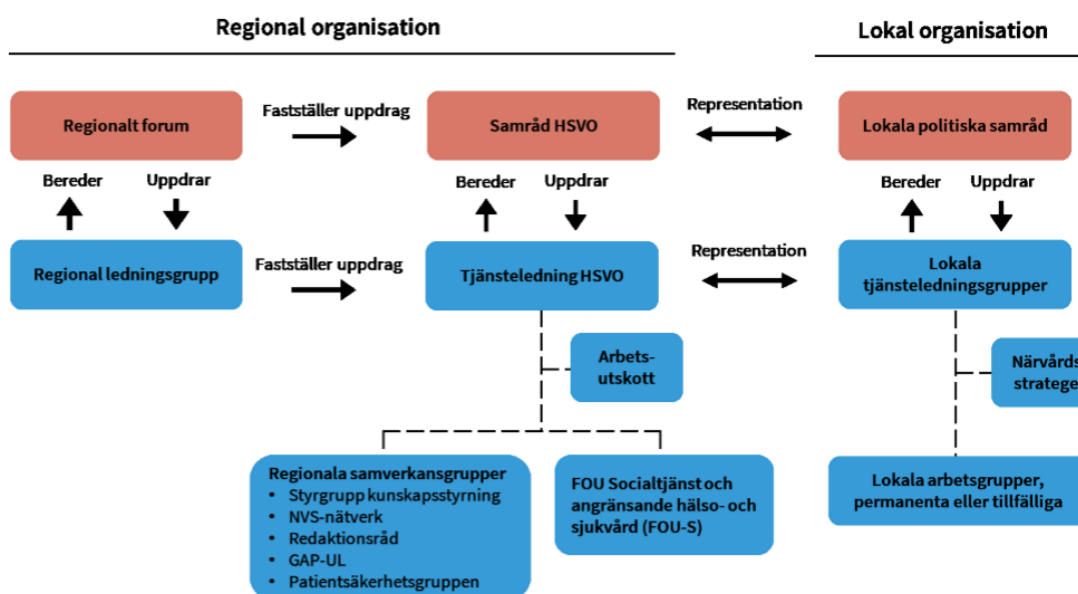 Regional organisation
Lokal organisation
Regionalt forum
Fastställer uppdrag
Samråd HSVO
Representation
Lokala politiska samråd
Bereder
Uppdrar
Bereder
Uppdrar
Bereder
Uppdrar
Regional ledningsgrupp
Fastställer uppdrag
Tjänsteledning HSVO
Representation
Lokala
tjänsteledningsgrupper
Arbets-
utskott
Närvårds
stratege
Regionala samverkansgrupper
• Styrgrupp kunskapsstyrning
• NVS-nätverk
• Redaktionsråd
• GAP-UL
• Patientsäkerhetsgruppen
FOU Socialtjänst och
angränsande hälso- och
sjukvård (FOU-S)
Lokala arbetsgrupper,
permanenta eller tillfälliga